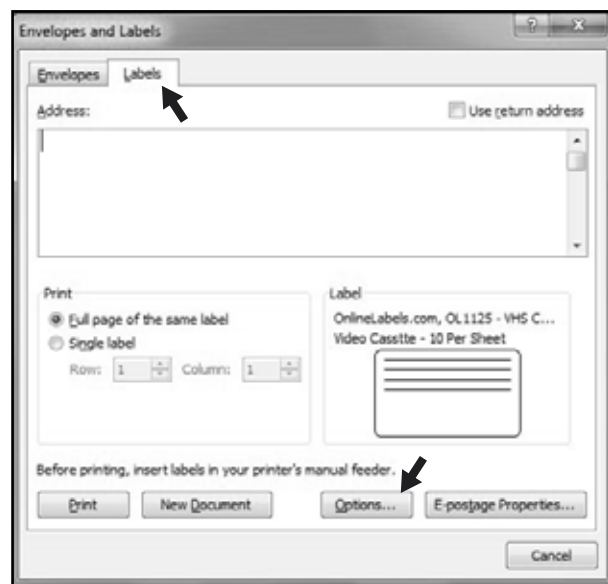 Envelopes and Labels
Envelopes Labels
Address: Use return address
Print
Full page of the same label
Single label
Row: 1 Column: 1
Label
OnlineLabels.com, OL1125 - VHS C...
Video Casstte - 10 Per Sheet
Before printing, insert labels in your printer's manual feeder.
Print New Document Options... E-postage Properties...
Cancel